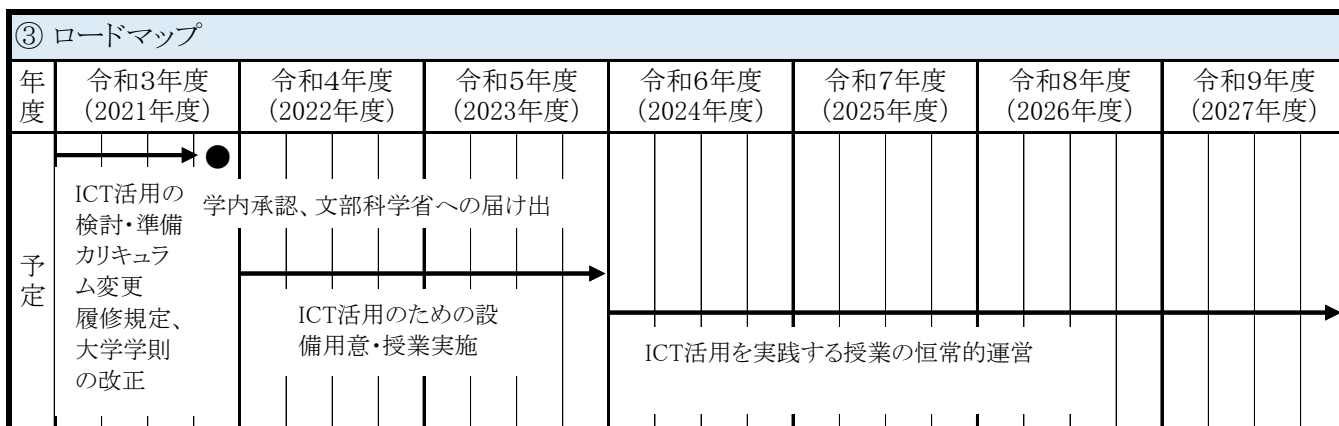 ③ ロードマップ
年度
令和3年度
(2021年度)
令和4年度
(2022年度)
令和5年度
(2023年度)
令和6年度
(2024年度)
令和7年度
(2025年度)
令和8年度
(2026年度)
令和9年度
(2027年度)
予定
ICT活用の
検討・準備
カリキュラ
ム変更
履修規定、
大学学則
の改正
学内承認、文部科学省への届け出
ICT活用のための設
備用意・授業実施
ICT活用を実践する授業の恒常的運営